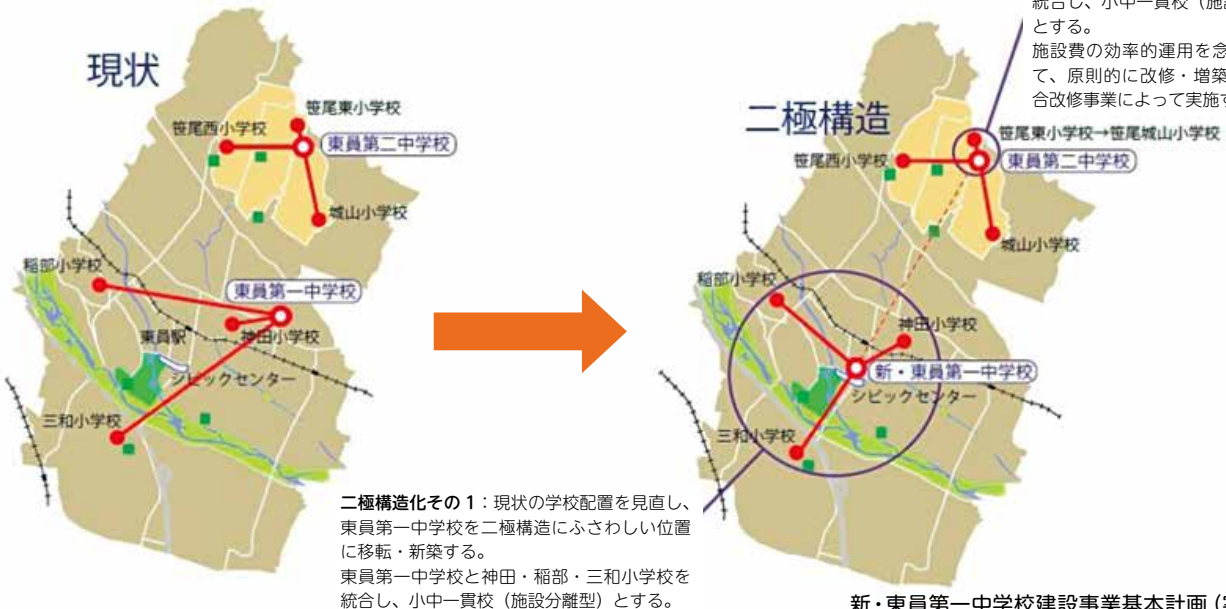 統合し、小中一貫校（施設
とする。
施設費の効率的運用を念
て、原則的に改修・増築
合改修事業によって実施す
現状
笹尾東小学校
笹尾西小学校
東員第二中学校
城山小学校
稲部小学校
東員第一中学校
東員駅
神田小学校
シビックセンター
三和小学校
二極構造
笹尾東小学校→笹尾城山小学校
笹尾西小学校
東員第二中学校
城山小学校
稲部小学校
神田小学校
新・東員第一中学校
シビックセンター
三和小学校
二極構造化その1：現状の学校配置を見直し、
東員第一中学校を二極構造にふさわしい位置
に移転・新築する。
東員第一中学校と神田・稲部・三和小学校を
統合し、小中一貫校（施設分離型）とする。
新・東員第一中学校建設事業基本計画